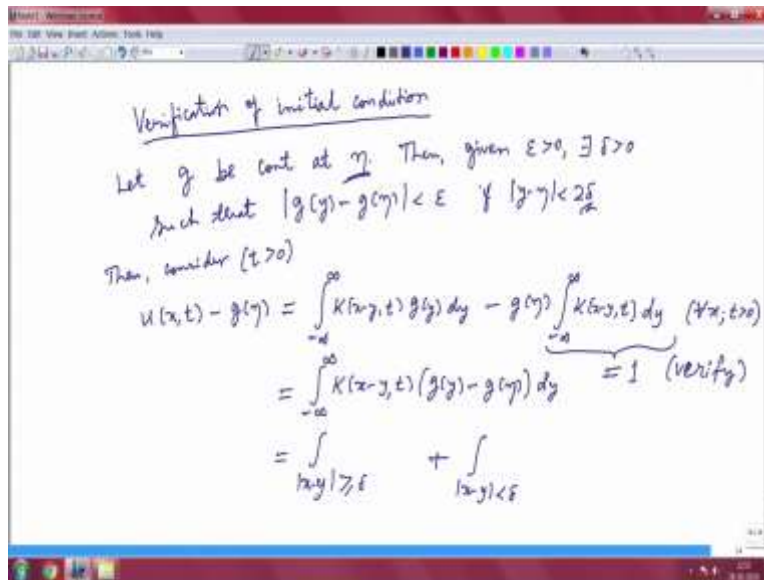 Verification of initial condition
Let g be cont at η. Then, given ε>0, ∃ δ>0
such that |g(y)-g(η)| < ε if |y-η| < 2δ
Then, consider (t>0)
u(x,t) - g(η) = ∫_{-∞}^{∞} K(x-y,t) g(y) dy - g(η) ∫_{-∞}^{∞} K(x-y,t) dy (∀x; t>0)
= 1 (verify)
= ∫_{-∞}^{∞} K(x-y,t) (g(y) - g(η)) dy
= ∫_{|x-y|≥δ} + ∫_{|x-y|<δ}